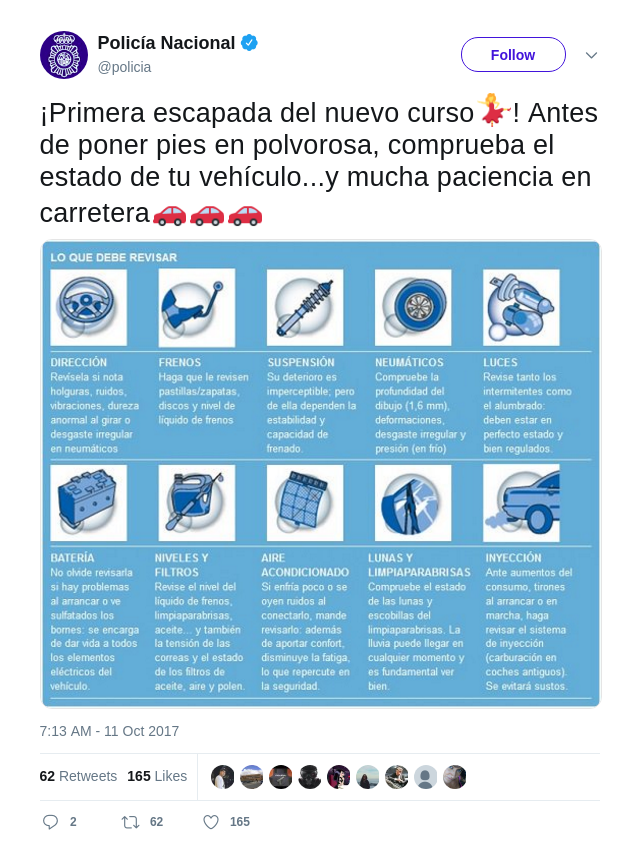 Policía Nacional
@policia
Follow
¡Primera escapada del nuevo curso💃! Antes
de poner pies en polvorosa, comprueba el
estado de tu vehículo...y mucha paciencia en
carretera🚗🚗🚗
LO QUE DEBE REVISAR
DIRECCIÓN
Revísela si nota
holguras, ruidos,
vibraciones, dureza
anormal al girar o
desgaste irregular
en neumáticos
FRENOS
Haga que le revisen
pastillas/zapatas,
discos y nivel de
líquido de frenos
SUSPENSIÓN
Su deterioro es
imperceptible; pero
de ella dependen la
estabilidad y
capacidad de
frenado.
NEUMÁTICOS
Compruebe la
profundidad del
dibujo (1,6 mm),
deformaciones,
desgaste irregular y
presión (en frío)
LUCES
Revise tanto los
intermitentes como
el alumbrado:
deben estar en
perfecto estado y
bien regulados.
BATERÍA
No olvide revisarla
si hay problemas
al arrancar o ve
sulfatados los
bornes: se encarga
de dar vida a todos
los elementos
eléctricos del
vehículo.
NIVELES Y
FILTROS
Revise el nivel del
líquido de frenos,
limpiaparabrisas,
aceite... y también
la tensión de las
correas y el estado
de los filtros de
aceite, aire y polen.
AIRE
ACONDICIONADO
Si enfría poco o se
oyen ruidos al
conectarlo, mande
revisarlo: además
de aportar confort,
disminuye la fatiga,
lo que repercute en
la seguridad.
LUNAS Y
LIMPIAPARABRISAS
Compruebe el estado
de las lunas y
escobillas del
limpiaparabrisas. La
lluvia puede llegar en
cualquier momento y
es fundamental ver
bien.
INYECCIÓN
Ante aumentos del
consumo, tirones
al arrancar o en
marcha, haga
revisar el sistema
de inyección
(carburación en
coches antiguos).
Se evitará sustos.
7:13 AM - 11 Oct 2017
62 Retweets 165 Likes
2 62 165